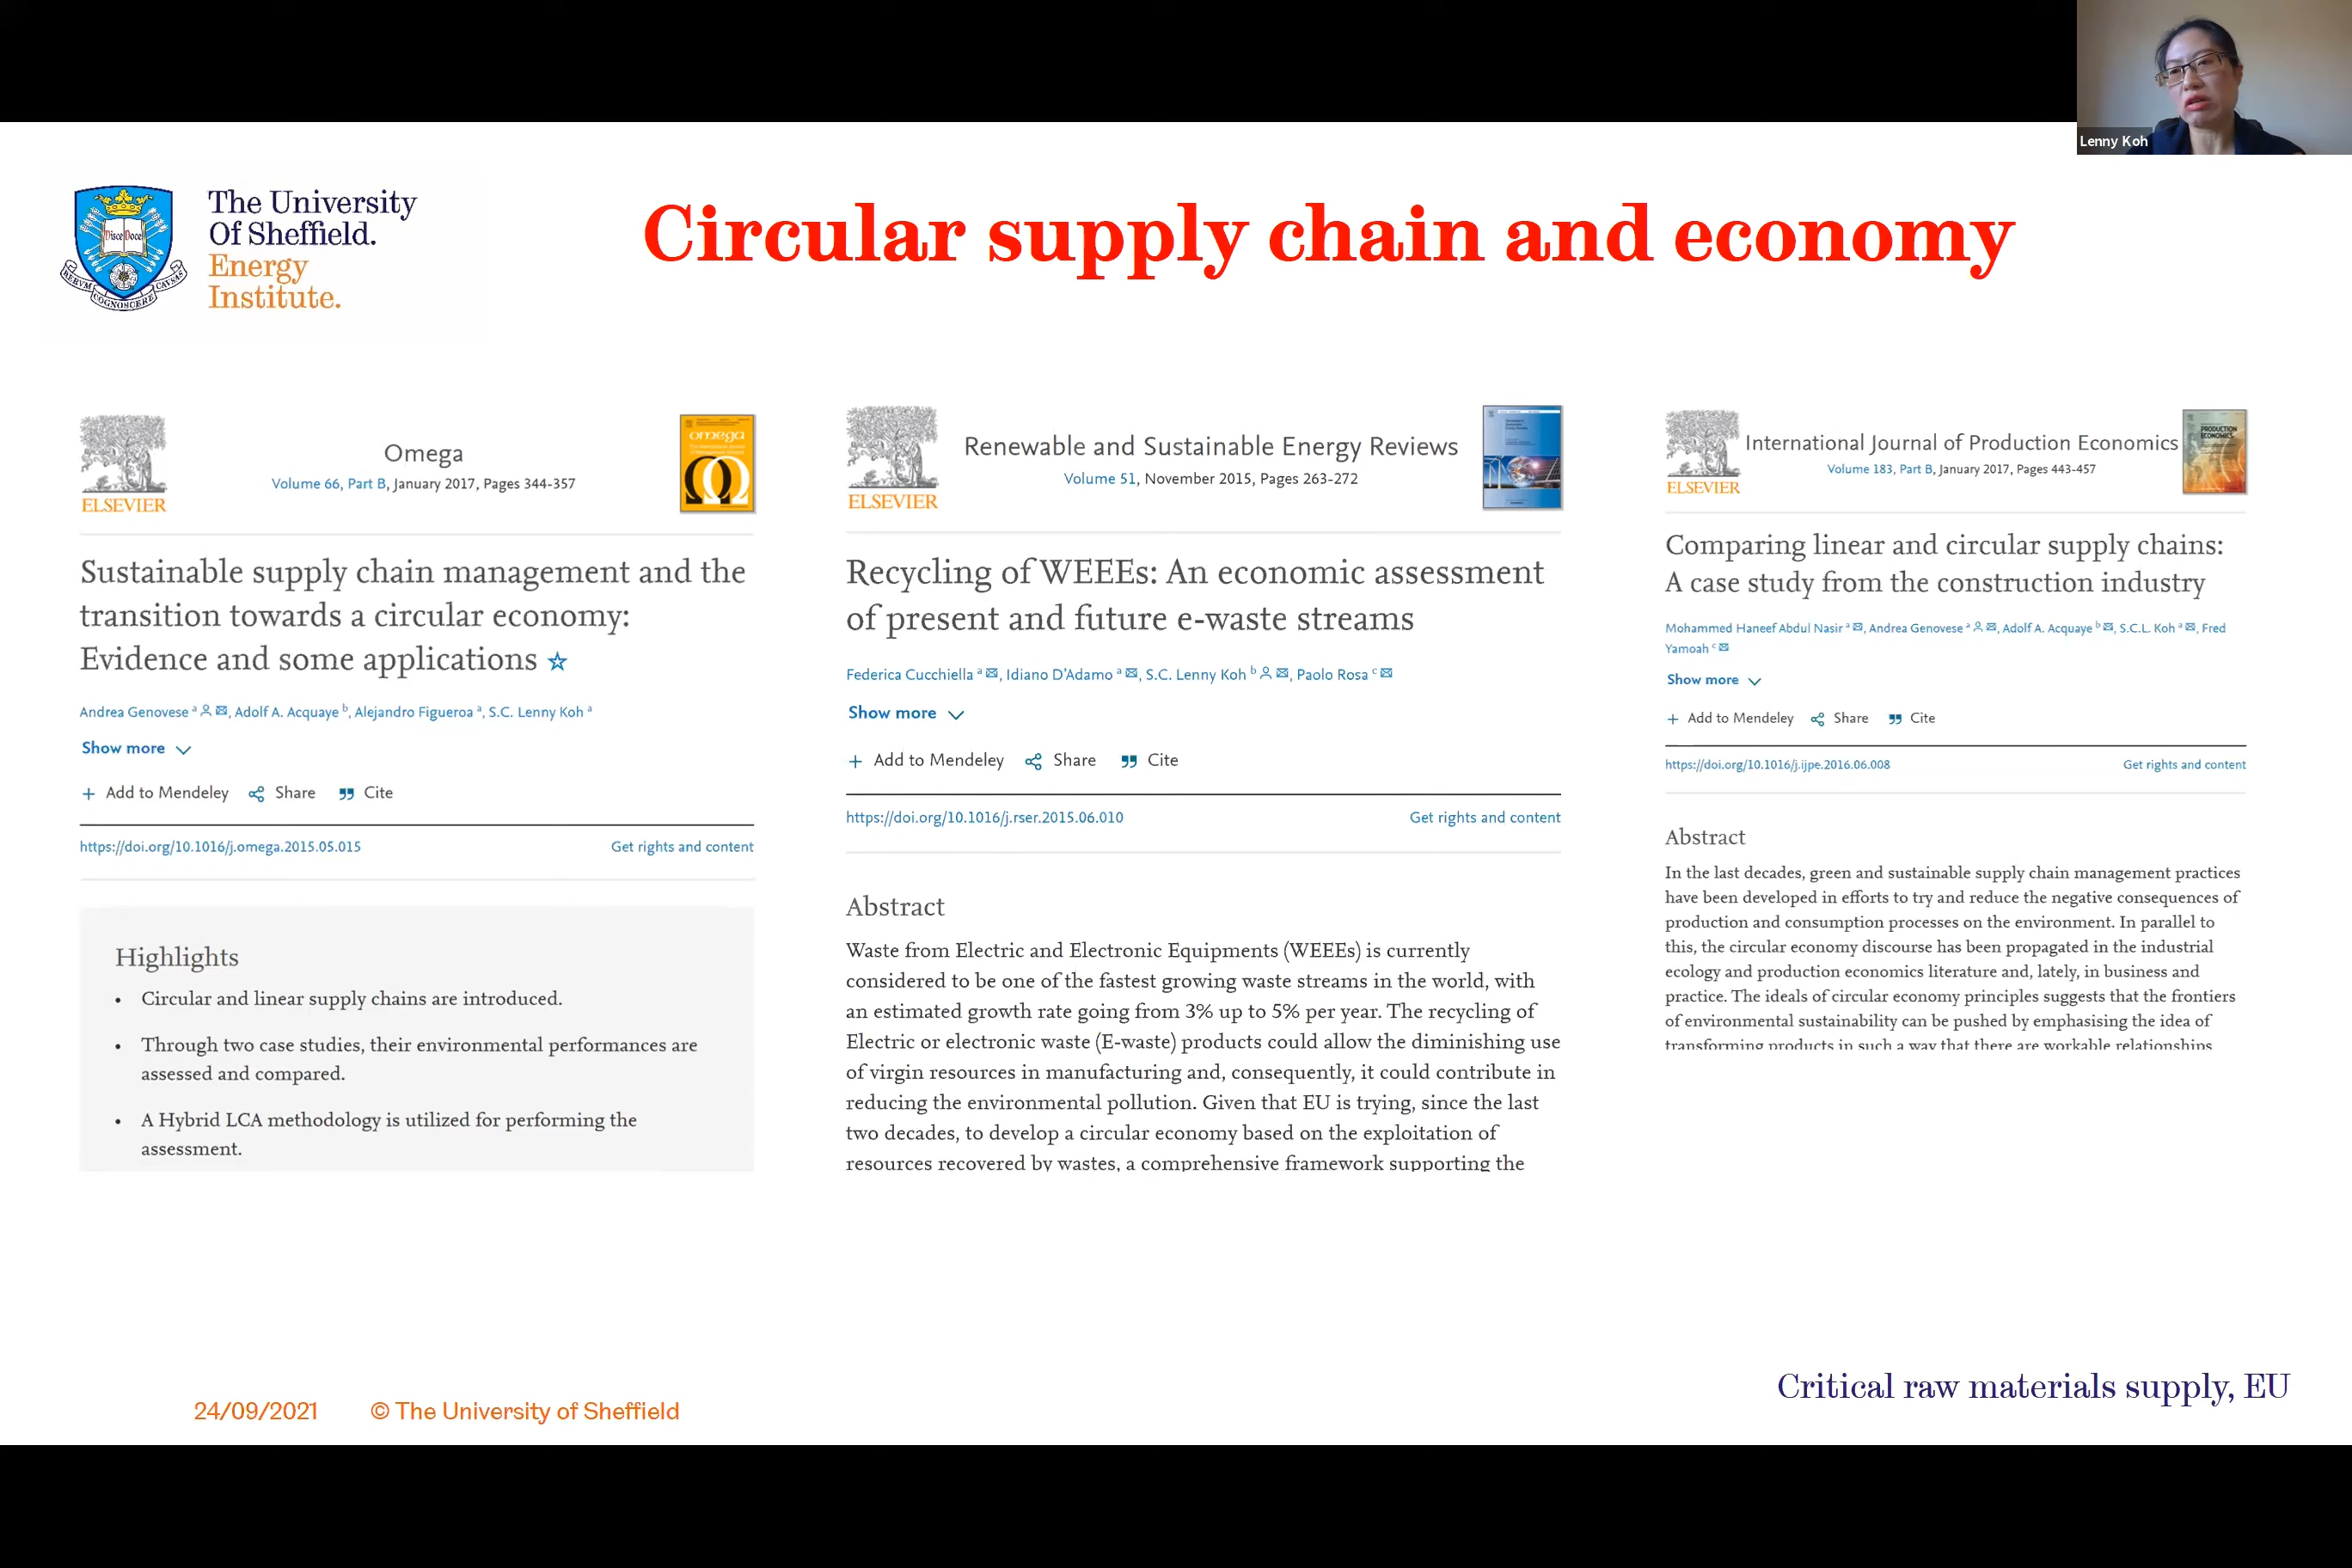 Lenny Koh
The University
Of Sheffield.
Energy
Institute.
Disce Doce
RERVM COGNOSCERE CAVSAS
Circular supply chain and economy
ELSEVIER
Omega
Volume 66, Part B, January 2017, Pages 344-357
omega
Sustainable supply chain management and the
transition towards a circular economy:
Evidence and some applications ☆
Andrea Genovese a, Adolf A. Acquaye b, Alejandro Figueroa a, S.C. Lenny Koh a
Show more
+ Add to Mendeley Share Cite
https://doi.org/10.1016/j.omega.2015.05.015 Get rights and content
Highlights
• Circular and linear supply chains are introduced.
• Through two case studies, their environmental performances are
assessed and compared.
• A Hybrid LCA methodology is utilized for performing the
assessment.
ELSEVIER
Renewable and Sustainable Energy Reviews
Volume 51, November 2015, Pages 263-272
Recycling of WEEEs: An economic assessment
of present and future e-waste streams
Federica Cucchiella a, Idiano D'Adamo a, S.C. Lenny Koh b, Paolo Rosa c
Show more
+ Add to Mendeley Share Cite
https://doi.org/10.1016/j.rser.2015.06.010 Get rights and content
Abstract
Waste from Electric and Electronic Equipments (WEEEs) is currently
considered to be one of the fastest growing waste streams in the world, with
an estimated growth rate going from 3% up to 5% per year. The recycling of
Electric or electronic waste (E-waste) products could allow the diminishing use
of virgin resources in manufacturing and, consequently, it could contribute in
reducing the environmental pollution. Given that EU is trying, since the last
two decades, to develop a circular economy based on the exploitation of
resources recovered by wastes, a comprehensive framework supporting the
ELSEVIER
International Journal of Production Economics
Volume 183, Part B, January 2017, Pages 443-457
PRODUCTION
ECONOMICS
Comparing linear and circular supply chains:
A case study from the construction industry
Mohammed Haneef Abdul Nasir a, Andrea Genovese a, Adolf A. Acquaye b, S.C.L. Koh a, Fred
Yamoah c
Show more
+ Add to Mendeley Share Cite
https://doi.org/10.1016/j.ijpe.2016.06.008 Get rights and content
Abstract
In the last decades, green and sustainable supply chain management practices
have been developed in efforts to try and reduce the negative consequences of
production and consumption processes on the environment. In parallel to
this, the circular economy discourse has been propagated in the industrial
ecology and production economics literature and, lately, in business and
practice. The ideals of circular economy principles suggests that the frontiers
of environmental sustainability can be pushed by emphasising the idea of
transforming products in such a way that there are workable relationships
24/09/2021 © The University of Sheffield
Critical raw materials supply, EU